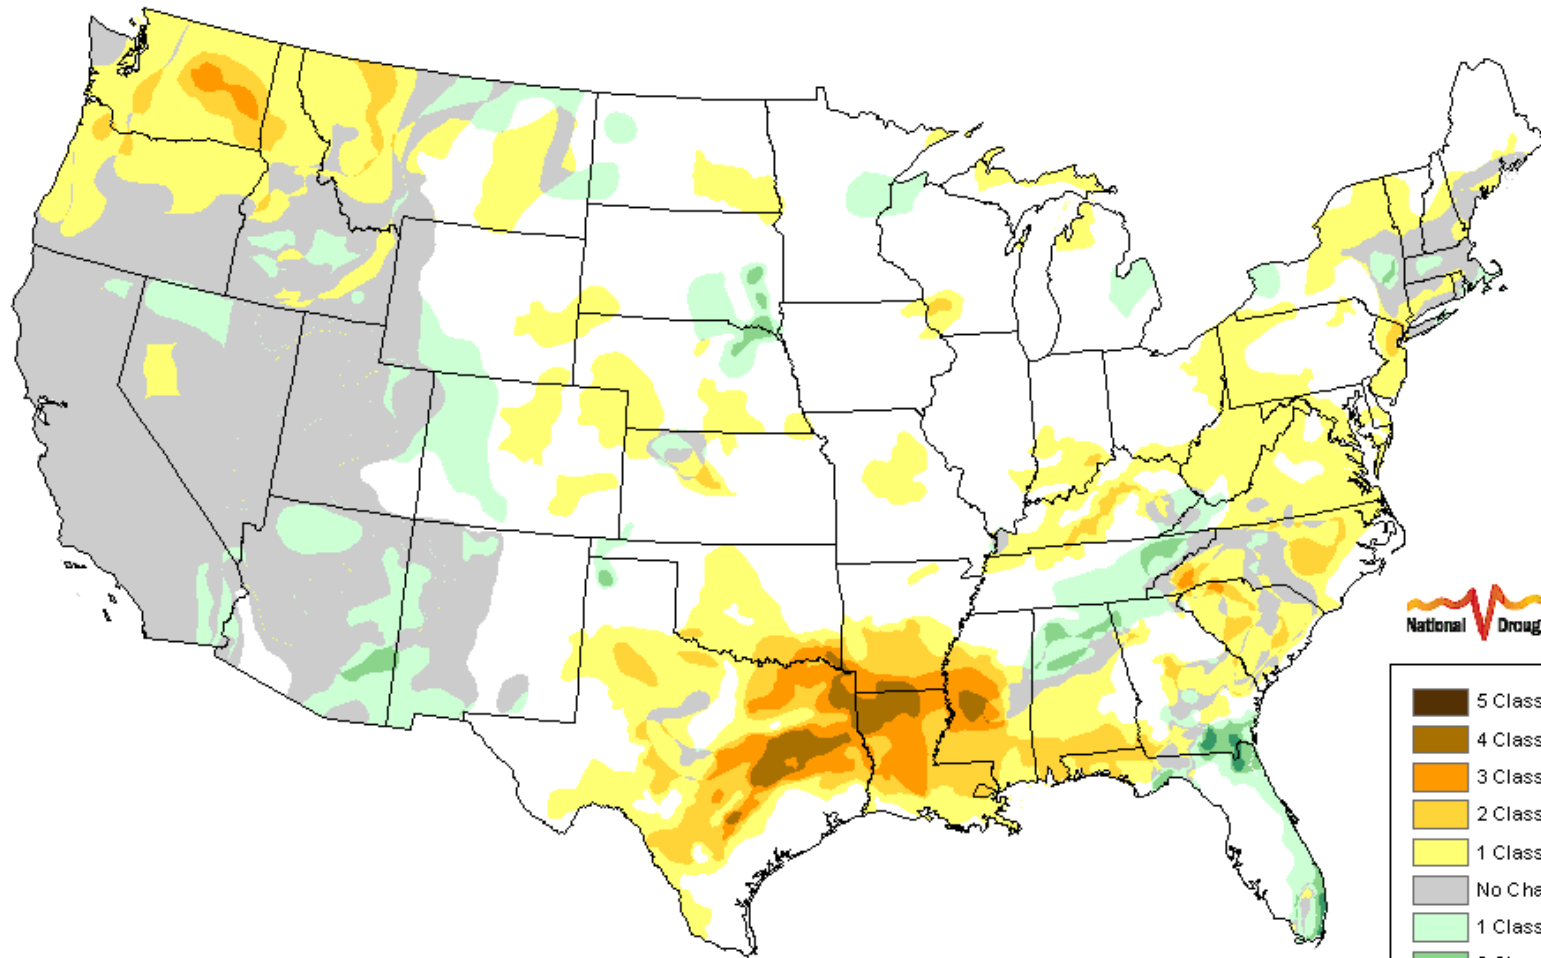 National Droug
5 Class
4 Class
3 Class
2 Class
1 Class
No Cha
1 Class